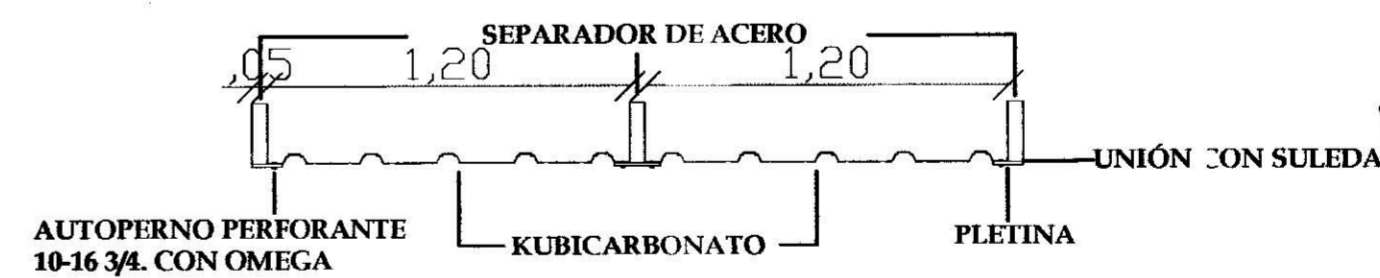 SEPARADOR DE ACERO
,05 1,20 1,20
UNIÓN CON SULEDA
AUTOPERNO PERFORANTE
10-16 3/4. CON OMEGA
KUBICARBONATO
PLETINA